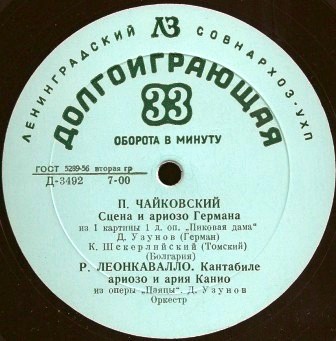 ЛЕНИНГРАДСКИЙ ЛЗ СОВНАРХОЗ-УХП
ДОЛГОИГРАЮЩАЯ
33
ОБОРОТА В МИНУТУ
ГОСТ 5289-56 вторая гр
Д-3492 7-00
П. ЧАЙКОВСКИЙ
Сцена и ариозо Германа
из 1 картины 1 д. оп. „Пиковая дама"
Д. Узунов (Герман)
К. Шскерлийский (Томский)
(Болгария)
Р. ЛЕОНКАВАЛЛО. Кантабиле
ариозо и ария Канио
из оперы „Паяцы". Д. Узунов
Оркестр